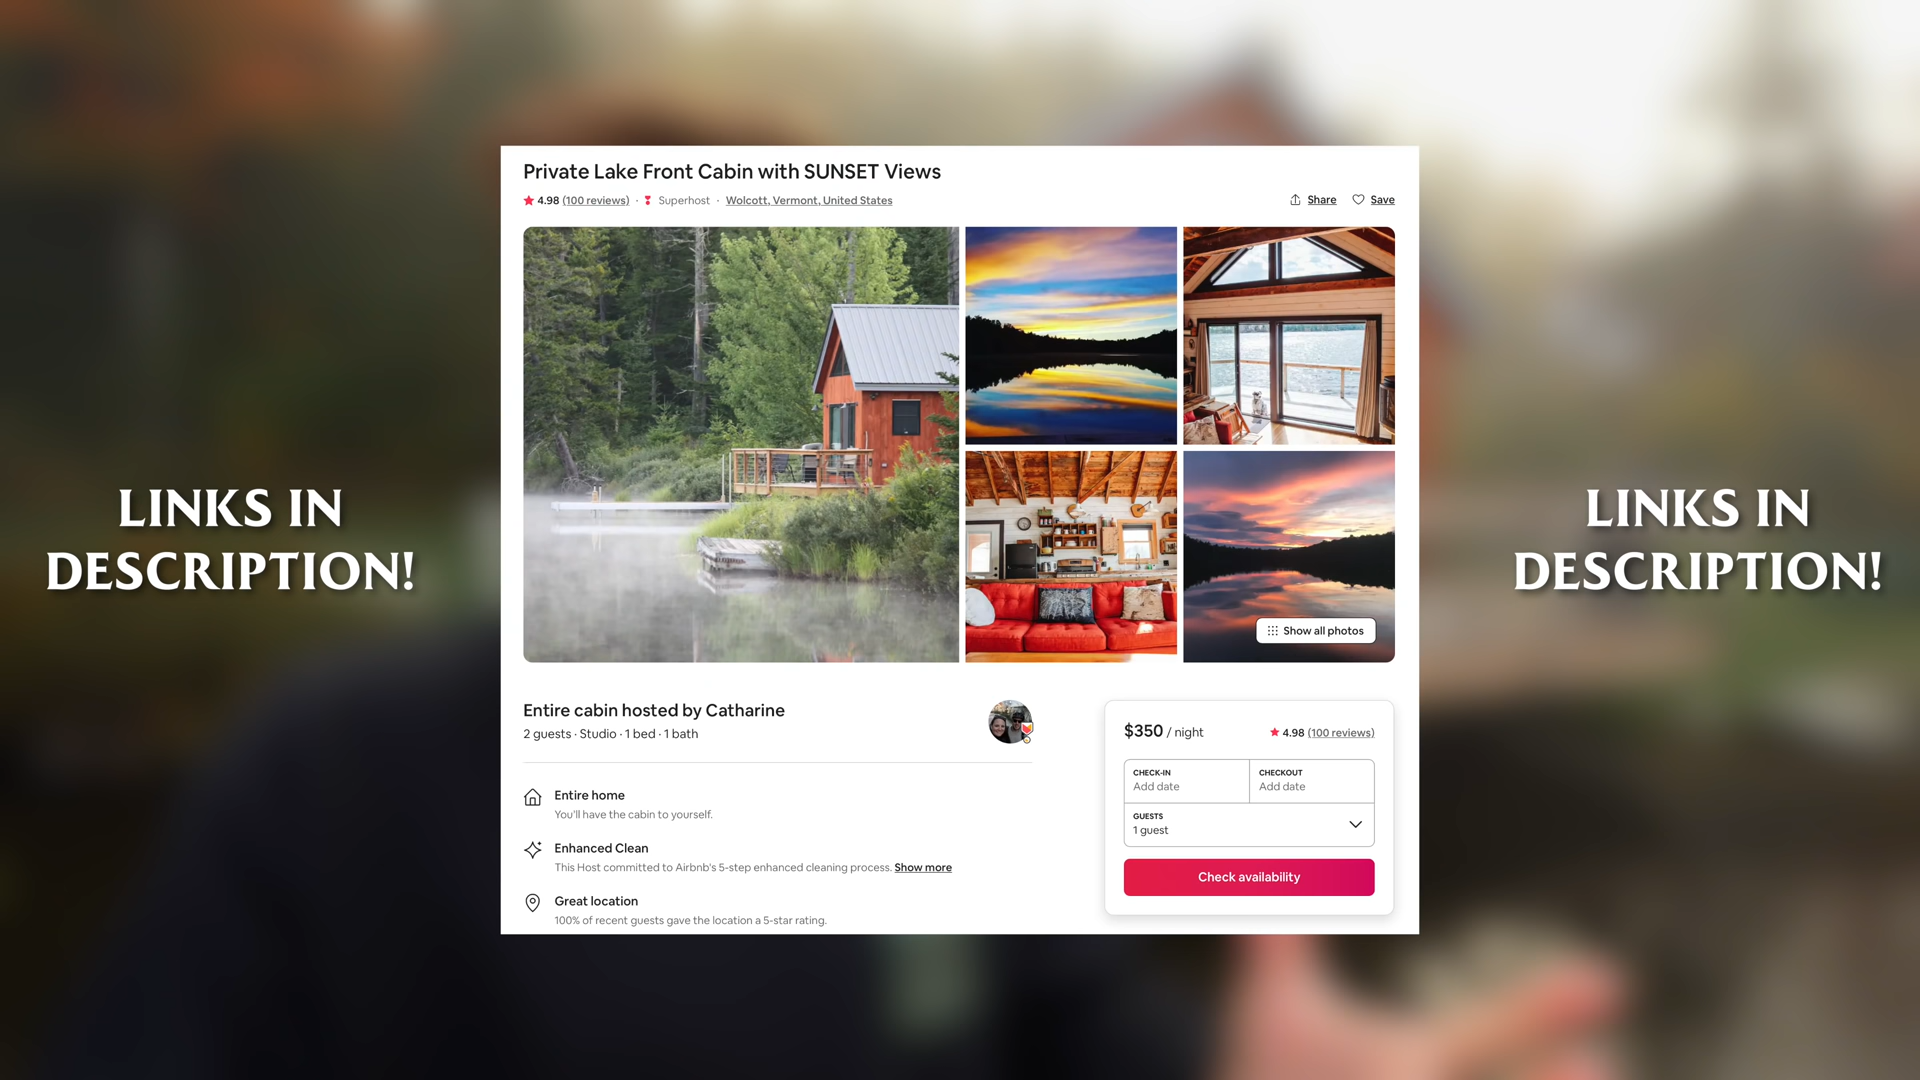 Private Lake Front Cabin with SUNSET Views
4.98 (100 reviews) · Superhost · Wolcott, Vermont, United States
Share Save
Show all photos
LINKS IN
DESCRIPTION!
LINKS IN
DESCRIPTION!
Entire cabin hosted by Catharine
2 guests · Studio · 1 bed · 1 bath
Entire home
You'll have the cabin to yourself.
Enhanced Clean
This Host committed to Airbnb's 5-step enhanced cleaning process. Show more
Great location
100% of recent guests gave the location a 5-star rating.
$350 / night
4.98 (100 reviews)
CHECK-IN
Add date
CHECKOUT
Add date
GUESTS
1 guest
Check availability